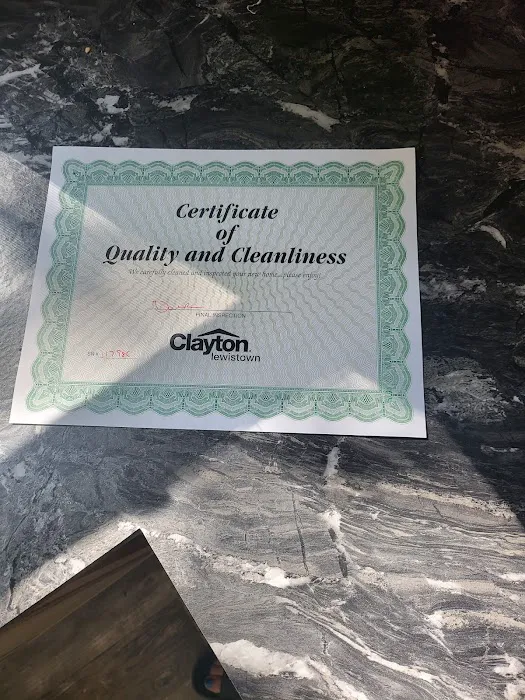 Certificate
of
Quality and Cleanliness
We carefully cleaned and inspected your new home... please enjoy!
FINAL INSPECTION
Clayton
lewistown
SN#